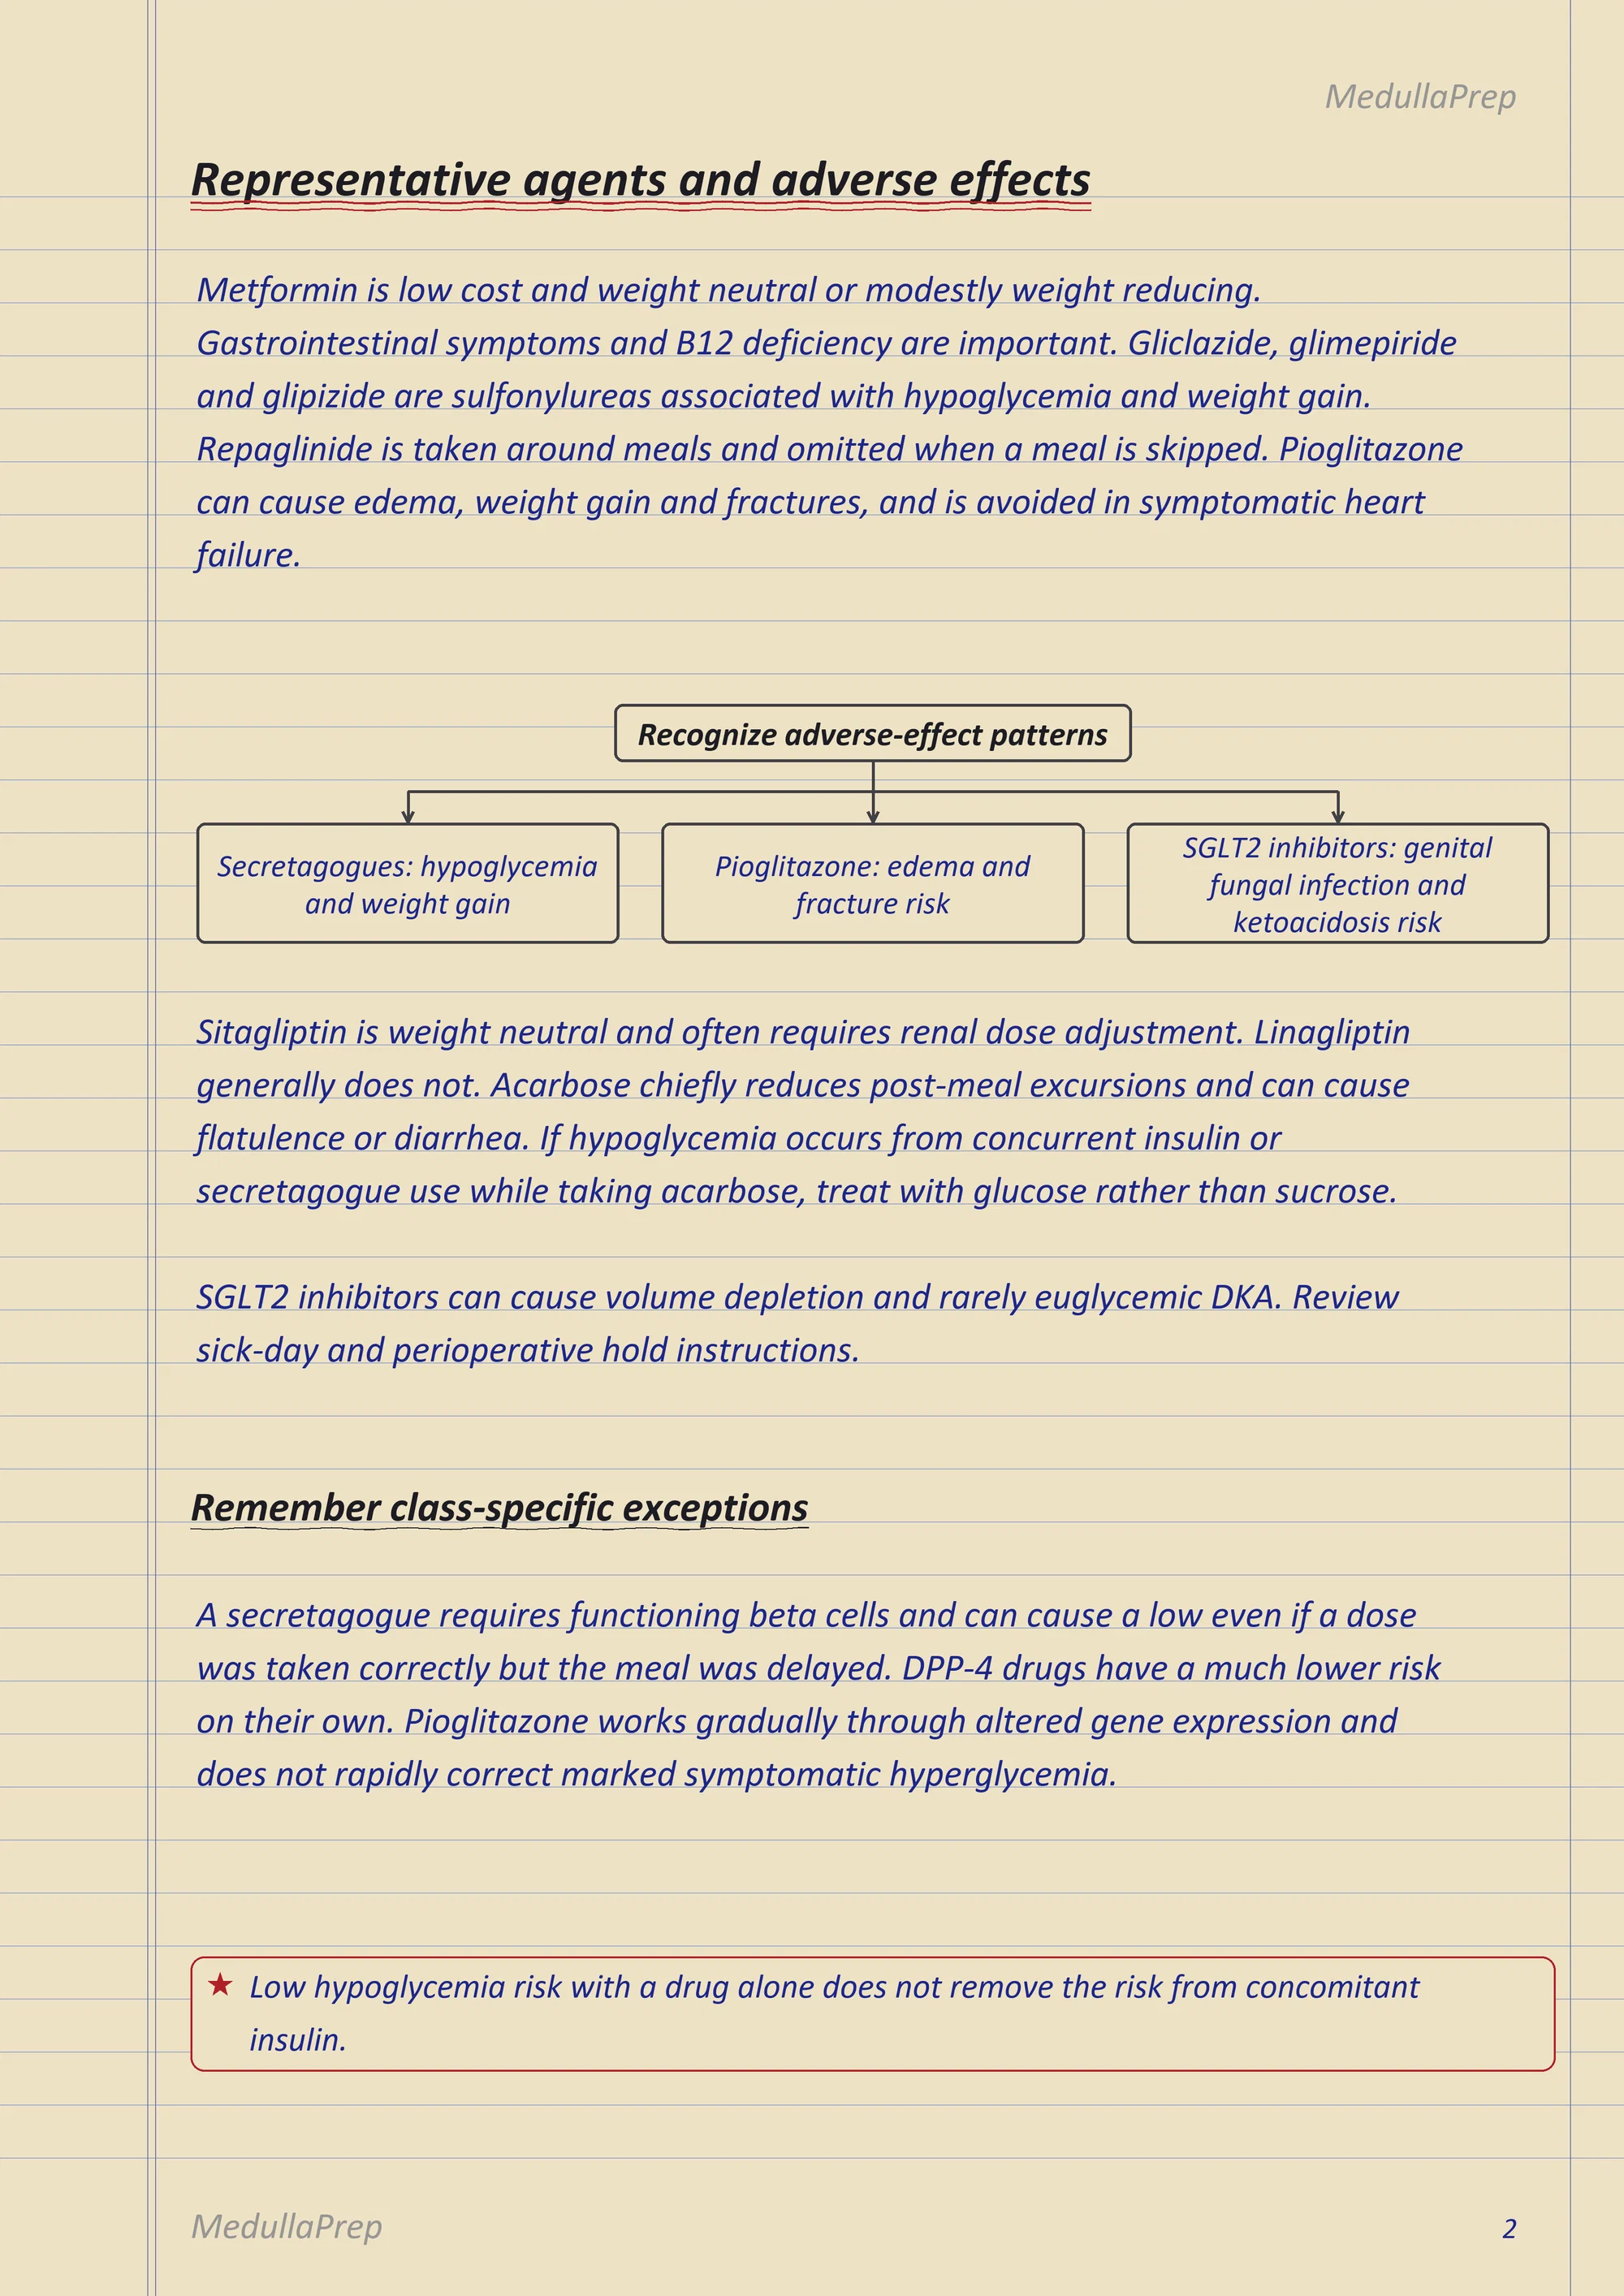 MedullaPrep
Representative agents and adverse effects
Metformin is low cost and weight neutral or modestly weight reducing.
Gastrointestinal symptoms and B12 deficiency are important. Gliclazide, glimepiride
and glipizide are sulfonylureas associated with hypoglycemia and weight gain.
Repaglinide is taken around meals and omitted when a meal is skipped. Pioglitazone
can cause edema, weight gain and fractures, and is avoided in symptomatic heart
failure.
Recognize adverse-effect patterns
Secretagogues: hypoglycemia
and weight gain
Pioglitazone: edema and
fracture risk
SGLT2 inhibitors: genital
fungal infection and
ketoacidosis risk
Sitagliptin is weight neutral and often requires renal dose adjustment. Linagliptin
generally does not. Acarbose chiefly reduces post-meal excursions and can cause
flatulence or diarrhea. If hypoglycemia occurs from concurrent insulin or
secretagogue use while taking acarbose, treat with glucose rather than sucrose.
SGLT2 inhibitors can cause volume depletion and rarely euglycemic DKA. Review
sick-day and perioperative hold instructions.
Remember class-specific exceptions
A secretagogue requires functioning beta cells and can cause a low even if a dose
was taken correctly but the meal was delayed. DPP-4 drugs have a much lower risk
on their own. Pioglitazone works gradually through altered gene expression and
does not rapidly correct marked symptomatic hyperglycemia.
★ Low hypoglycemia risk with a drug alone does not remove the risk from concomitant
insulin.
MedullaPrep
2